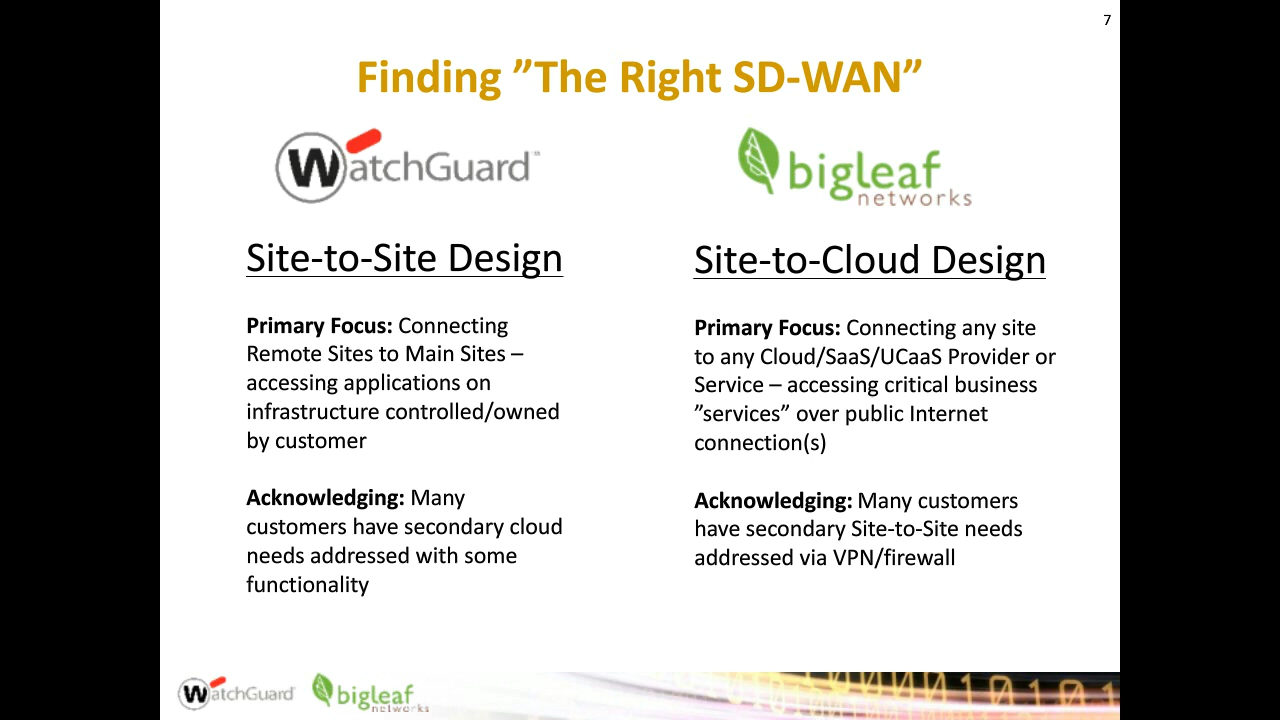 7
Finding ”The Right SD-WAN”
WatchGuard™
bigleaf
networks
Site-to-Site Design
Primary Focus: Connecting
Remote Sites to Main Sites –
accessing applications on
infrastructure controlled/owned
by customer
Acknowledging: Many
customers have secondary cloud
needs addressed with some
functionality
Site-to-Cloud Design
Primary Focus: Connecting any site
to any Cloud/SaaS/UCaaS Provider or
Service – accessing critical business
”services” over public Internet
connection(s)
Acknowledging: Many customers
have secondary Site-to-Site needs
addressed via VPN/firewall
WatchGuard
bigleaf
networks